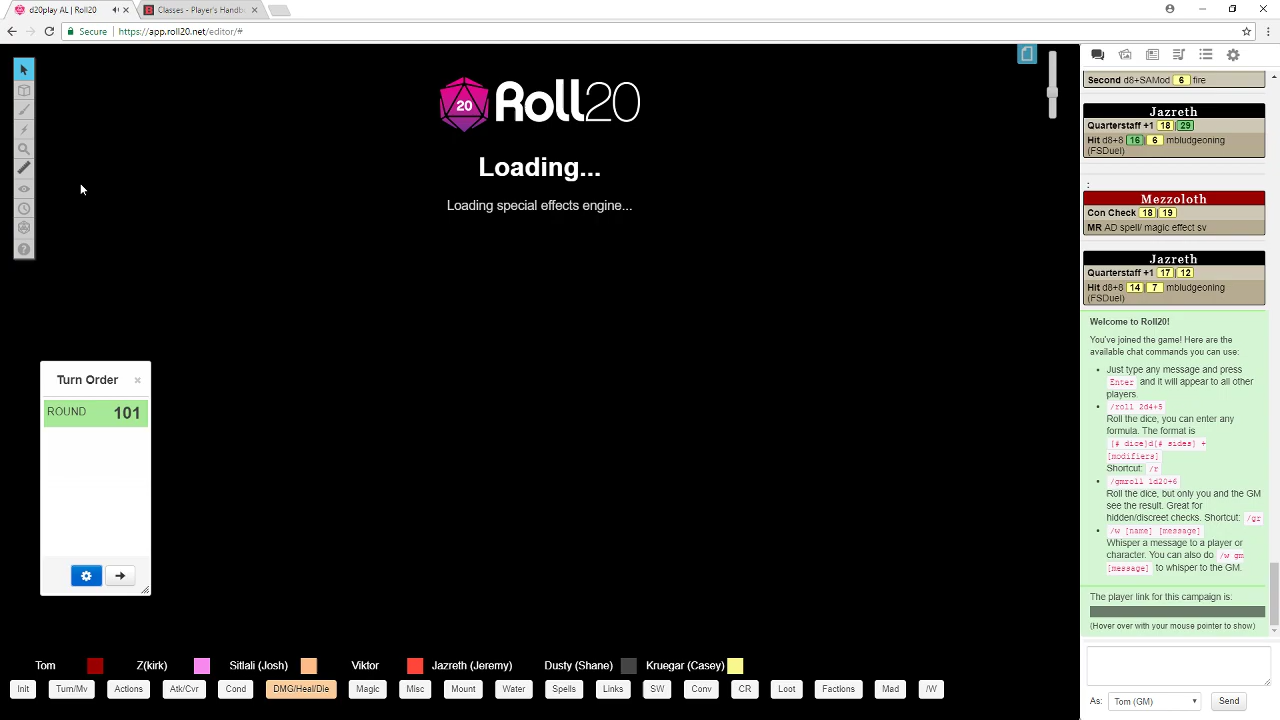 d20play AL | Roll20
Classes - Player's Handb
Secure
https://app.roll20.net/editor/#
20
Roll20
Loading...
Loading special effects engine...
Turn Order
ROUND 101
Tom
Z(kirk)
Sitlali (Josh)
Viktor
Jazreth (Jeremy)
Dusty (Shane)
Kruegar (Casey)
Init
Turn/Mv
Actions
Atk/Cvr
Cond
DMG/Heal/Die
Magic
Misc
Mount
Water
Spells
Links
SW
Conv
CR
Loot
Factions
Mad
/W
Second d8+SAMod 6 fire
Jazreth
Quarterstaff +1 18 29
Hit d8+8 16 6 mbludgeoning
(FSDuel)
:
Mezzoloth
Con Check 18 19
MR AD spell/ magic effect sv
Jazreth
Quarterstaff +1 17 12
Hit d8+8 14 7 mbludgeoning
(FSDuel)
Welcome to Roll20!
You've joined the game! Here are the
available chat commands you can use:
Just type any message and press
Enter and it will appear to all other
players.
/roll 2d4+5
Roll the dice, you can enter any
formula. The format is
[# dice]d[# sides] +
[modifiers]
Shortcut: /r
/gmroll 1d20+6
Roll the dice, but only you and the GM
see the result. Great for
hidden/discreet checks. Shortcut: /gr
/w [name] [message]
Whisper a message to a player or
character. You can also do /w gm
[message] to whisper to the GM.
The player link for this campaign is:
(Hover over with your mouse pointer to show)
As: Tom (GM)
Send